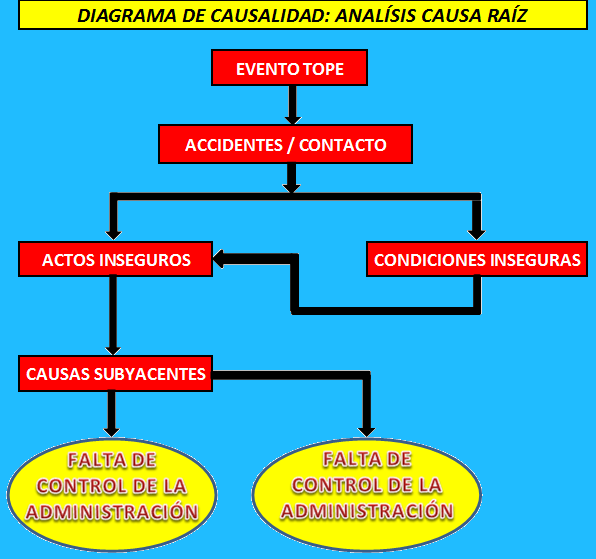 DIAGRAMA DE CAUSALIDAD: ANALÍSIS CAUSA RAÍZ
EVENTO TOPE
ACCIDENTES / CONTACTO
ACTOS INSEGUROS
CONDICIONES INSEGURAS
CAUSAS SUBYACENTES
FALTA DE
CONTROL DE LA
ADMINISTRACIÓN
FALTA DE
CONTROL DE LA
ADMINISTRACIÓN